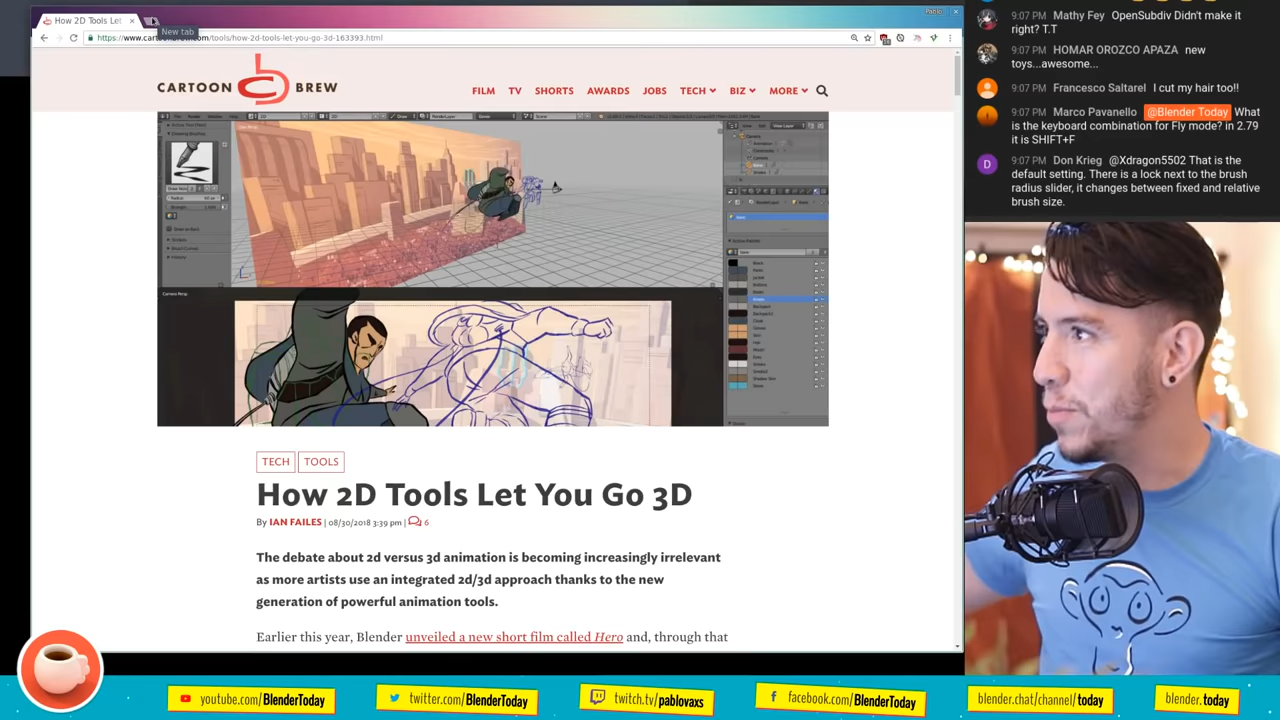 How 2D Tools Let
New tab
Pablo
https://www.cartoonbrew.com/tools/how-2d-tools-let-you-go-3d-163393.html
CARTOON BREW
FILM TV SHORTS AWARDS JOBS TECH BIZ MORE
TECH TOOLS
How 2D Tools Let You Go 3D
By IAN FAILES | 08/30/2018 3:39 pm | 6
The debate about 2d versus 3d animation is becoming increasingly irrelevant
as more artists use an integrated 2d/3d approach thanks to the new
generation of powerful animation tools.
Earlier this year, Blender unveiled a new short film called Hero and, through that
9:07 PM Mathy Fey OpenSubdiv Didn't make it
right? T.T
9:07 PM HOMAR OROZCO APAZA new
toys...awesome...
9:07 PM Francesco Saltarel I cut my hair too!!
9:07 PM Marco Pavanello @Blender Today What
is the keyboard combination for Fly mode? in 2.79
it is SHIFT+F
D 9:07 PM Don Krieg @Xdragon5502 That is the
default setting. There is a lock next to the brush
radius slider, it changes between fixed and relative
brush size.
youtube.com/BlenderToday
twitter.com/BlenderToday
twitch.tv/pablovaxs
facebook.com/BlenderToday
blender.chat/channel/today
blender.today